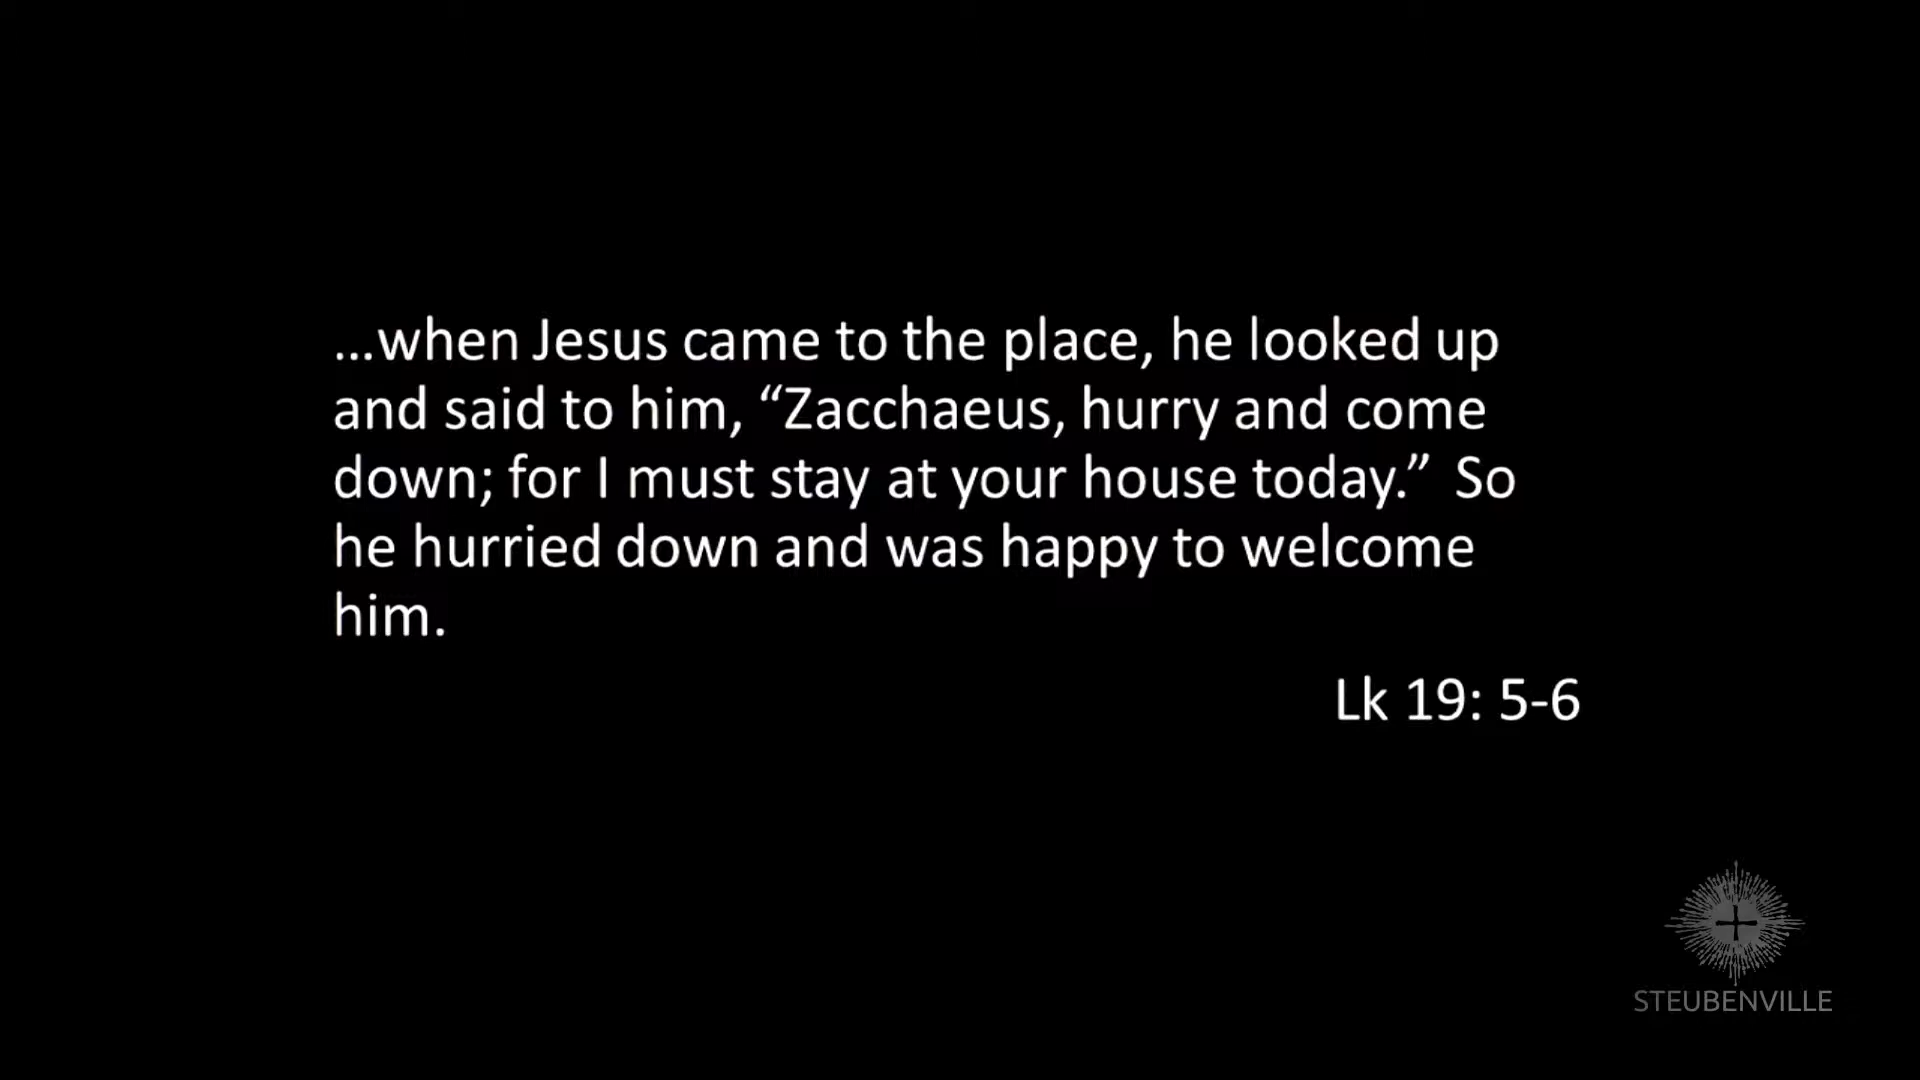 ...when Jesus came to the place, he looked up
and said to him, “Zacchaeus, hurry and come
down; for I must stay at your house today.”  So
he hurried down and was happy to welcome
him.
Lk 19: 5-6
STEUBENVILLE